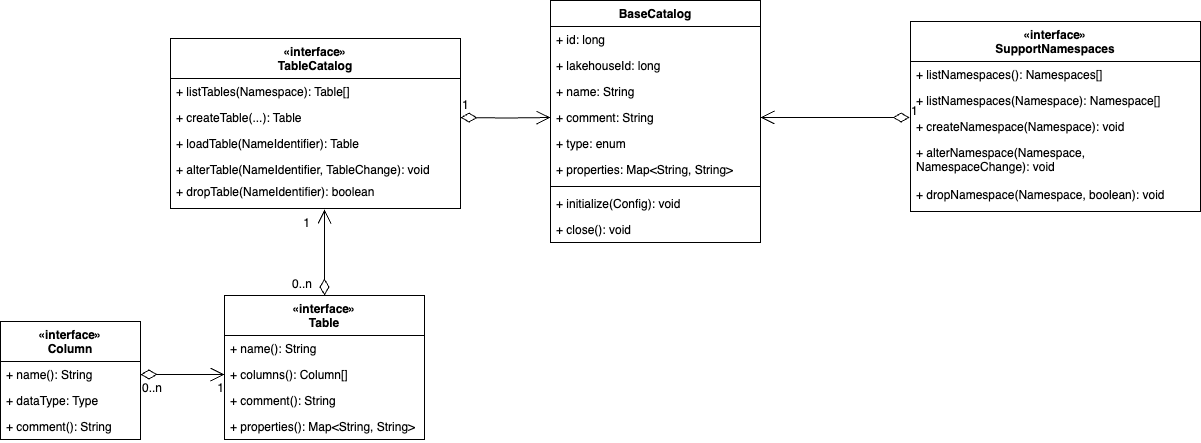 BaseCatalog
+ id: long
+ lakehouseId: long
+ name: String
+ comment: String
+ type: enum
+ properties: Map<String, String>
+ initialize(Config): void
+ close(): void
«interface»
SupportNamespaces
+ listNamespaces(): Namespaces[]
+ listNamespaces(Namespace): Namespace[]
+ createNamespace(Namespace): void
+ alterNamespace(Namespace,
NamespaceChange): void
+ dropNamespace(Namespace, boolean): void
1
«interface»
TableCatalog
+ listTables(Namespace): Table[]
+ createTable(...): Table
+ loadTable(NameIdentifier): Table
+ alterTable(NameIdentifier, TableChange): void
+ dropTable(NameIdentifier): boolean
1
1
0..n
«interface»
Table
+ name(): String
+ columns(): Column[]
+ comment(): String
+ properties(): Map<String, String>
«interface»
Column
+ name(): String
+ dataType: Type
+ comment(): String
0..n
1